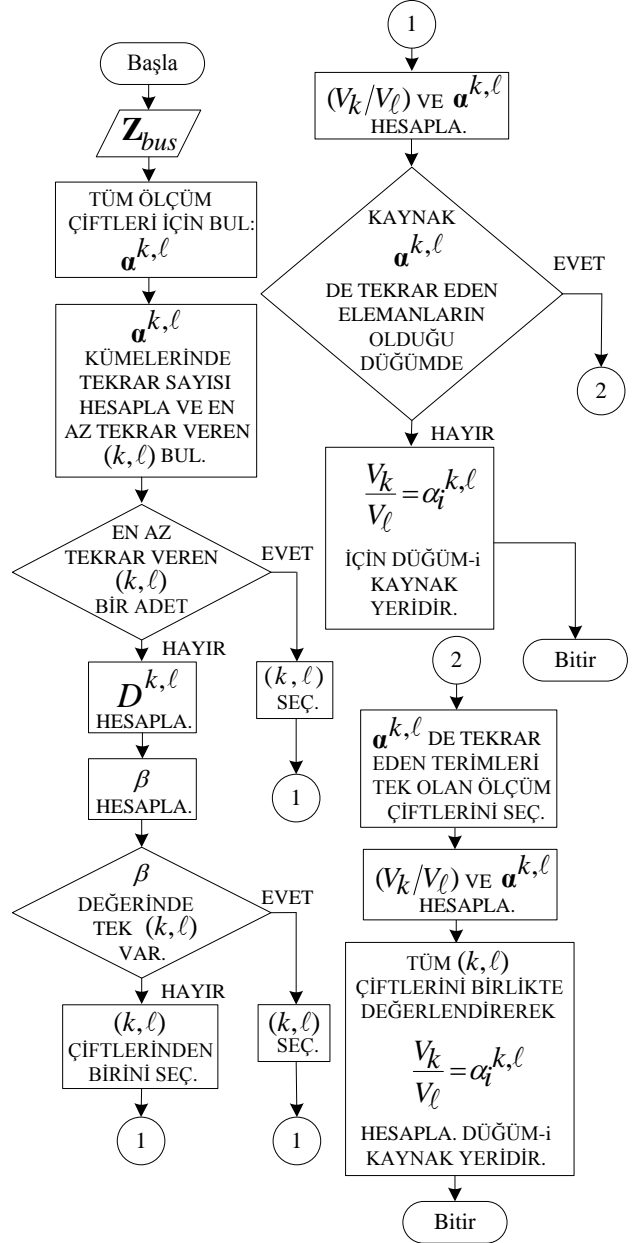 Başla
Z_bus
TÜM ÖLÇÜM
ÇİFTLERİ İÇİN BUL:
α^{k,ℓ}
α^{k,ℓ}
KÜMELERİNDE
TEKRAR SAYISI
HESAPLA VE EN
AZ TEKRAR VEREN
(k,ℓ) BUL.
EN AZ
TEKRAR VEREN
(k,ℓ)
BİR ADET
EVET
HAYIR
(k,ℓ)
SEÇ.
1
D^{k,ℓ}
HESAPLA.
β
HESAPLA.
β
DEĞERİNDE
TEK (k,ℓ)
VAR.
EVET
HAYIR
(k,ℓ)
SEÇ.
1
(k,ℓ)
ÇİFTLERİNDEN
BİRİNİ SEÇ.
1
1
(V_k/V_ℓ) VE α^{k,ℓ}
HESAPLA.
KAYNAK
α^{k,ℓ}
DE TEKRAR EDEN
ELEMANLARIN
OLDUĞU
DÜĞÜMDE
EVET
2
HAYIR
V_k/V_ℓ = α_i^{k,ℓ}
İÇİN DÜĞÜM-i
KAYNAK
YERİDİR.
Bitir
2
α^{k,ℓ} DE TEKRAR
EDEN TERİMLERİ
TEK OLAN ÖLÇÜM
ÇİFTLERİNİ SEÇ.
(V_k/V_ℓ) VE α^{k,ℓ}
HESAPLA.
TÜM (k,ℓ)
ÇİFTLERİNİ BİRLİKTE
DEĞERLENDİREREK
V_k/V_ℓ = α_i^{k,ℓ}
HESAPLA. DÜĞÜM-i
KAYNAK YERİDİR.
Bitir